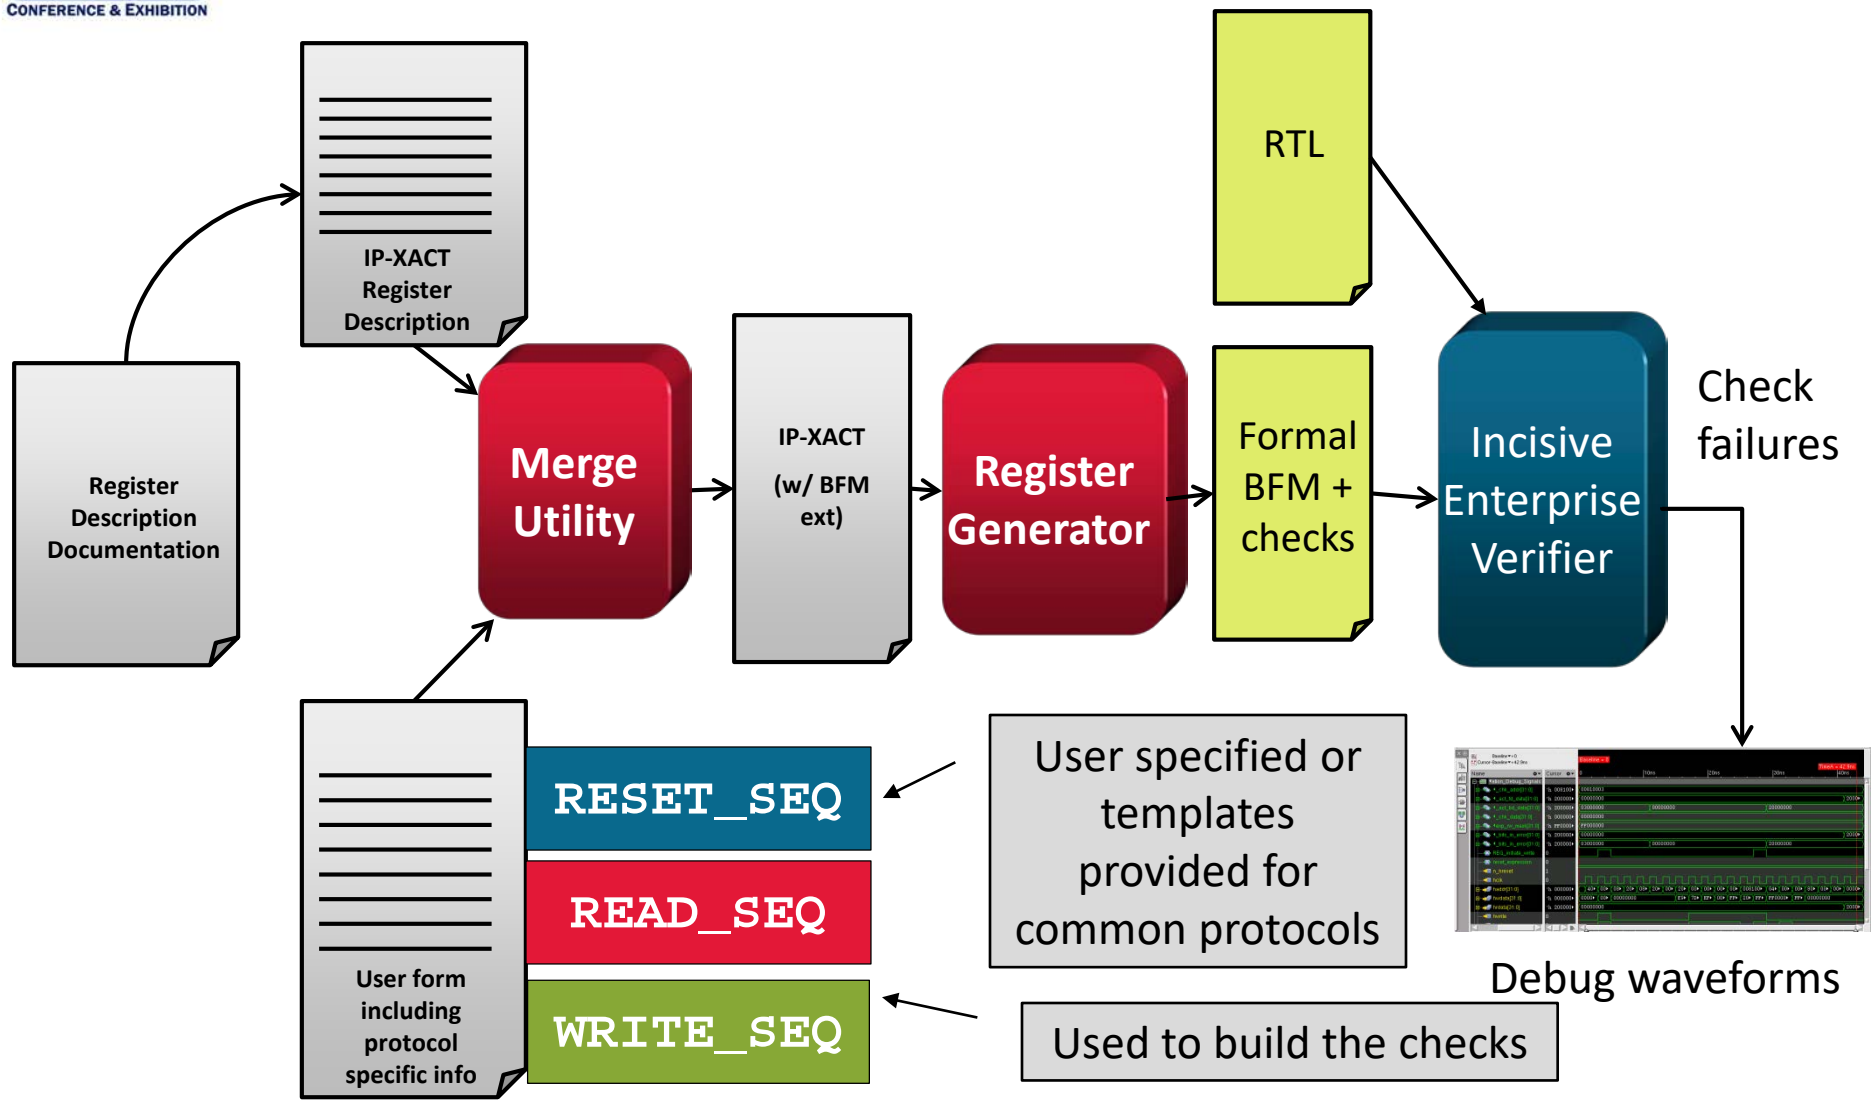 CONFERENCE & EXHIBITION
IP-XACT
Register
Description
Register
Description
Documentation
Merge
Utility
IP-XACT
(w/ BFM
ext)
Register
Generator
RTL
Formal
BFM +
checks
Incisive
Enterprise
Verifier
Check
failures
User form
including
protocol
specific info
RESET_SEQ
READ_SEQ
WRITE_SEQ
User specified or
templates
provided for
common protocols
Used to build the checks
Debug waveforms